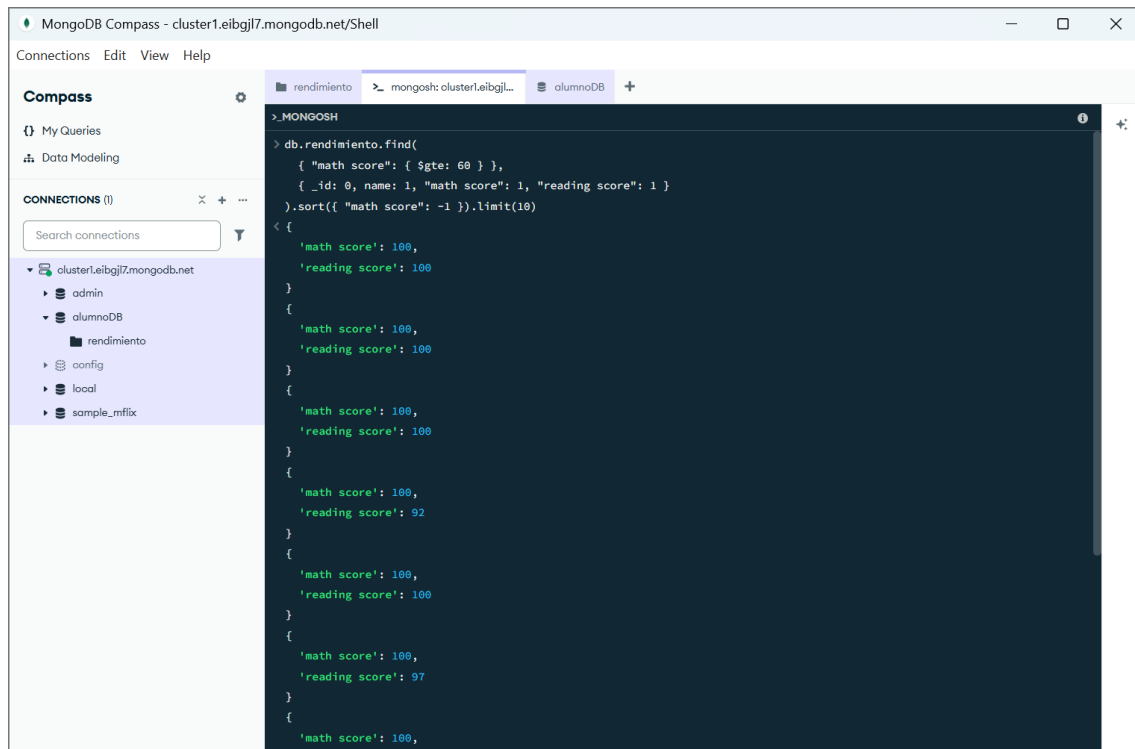 MongoDB Compass - cluster1.eibgjl7.mongodb.net/Shell
Connections Edit View Help
Compass
{} My Queries
Data Modeling
CONNECTIONS (1)
Search connections
cluster1.eibgjl7.mongodb.net
admin
alumnoDB
rendimiento
config
local
sample_mflix
rendimiento
>_ mongosh: cluster1.eibgjl...
alumnoDB
>_MONGOSH
> db.rendimiento.find(
{ "math score": { $gte: 60 } },
{ _id: 0, name: 1, "math score": 1, "reading score": 1 }
).sort({ "math score": -1 }).limit(10)
< {
'math score': 100,
'reading score': 100
}
{
'math score': 100,
'reading score': 100
}
{
'math score': 100,
'reading score': 100
}
{
'math score': 100,
'reading score': 92
}
{
'math score': 100,
'reading score': 100
}
{
'math score': 100,
'reading score': 97
}
{
'math score': 100,